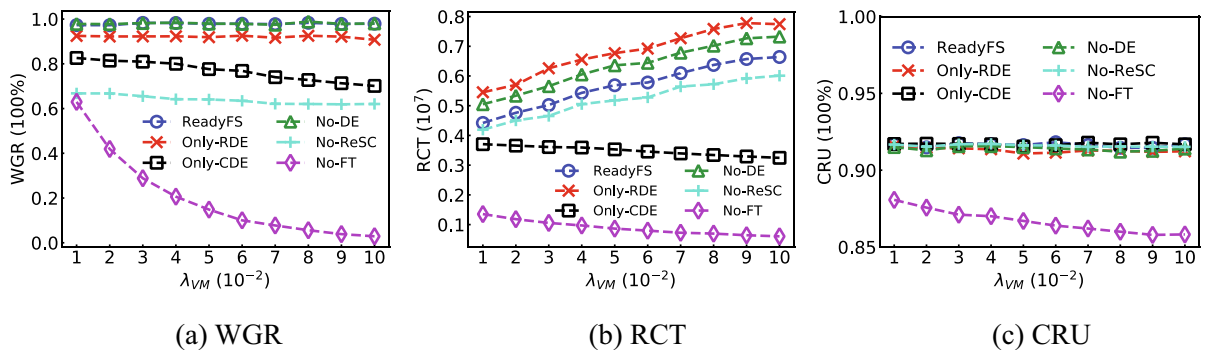 WGR (100%)
1.0
0.8
0.6
0.4
0.2
0.0
ReadyFS
Only-RDE
Only-CDE
No-DE
No-ReSC
No-FT
1 2 3 4 5 6 7 8 9 10
λVM (10⁻²)
(a) WGR
RCT (10⁷)
0.8
0.7
0.6
0.5
0.4
0.3
0.2
0.1
ReadyFS
Only-RDE
Only-CDE
No-DE
No-ReSC
No-FT
1 2 3 4 5 6 7 8 9 10
λVM (10⁻²)
(b) RCT
CRU (100%)
1.00
0.95
0.90
0.85
ReadyFS
Only-RDE
Only-CDE
No-DE
No-ReSC
No-FT
1 2 3 4 5 6 7 8 9 10
λVM (10⁻²)
(c) CRU